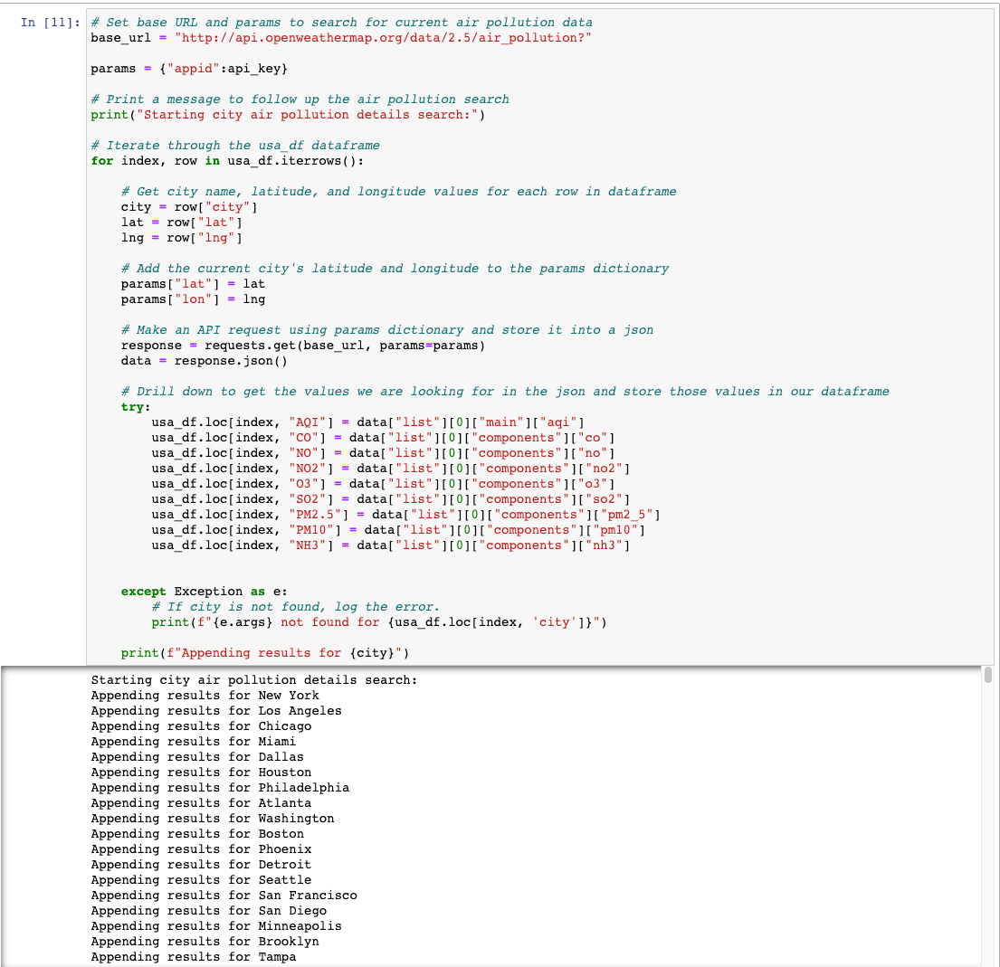 In [11]: # Set base URL and params to search for current air pollution data
base_url = "http://api.openweathermap.org/data/2.5/air_pollution?"
params = {"appid":api_key}
# Print a message to follow up the air pollution search
print("Starting city air pollution details search:")
# Iterate through the usa_df dataframe
for index, row in usa_df.iterrows():
# Get city name, latitude, and longitude values for each row in dataframe
city = row["city"]
lat = row["lat"]
lng = row["lng"]
# Add the current city's latitude and longitude to the params dictionary
params["lat"] = lat
params["lon"] = lng
# Make an API request using params dictionary and store it into a json
response = requests.get(base_url, params=params)
data = response.json()
# Drill down to get the values we are looking for in the json and store those values in our dataframe
try:
usa_df.loc[index, "AQI"] = data["list"][0]["main"]["aqi"]
usa_df.loc[index, "CO"] = data["list"][0]["components"]["co"]
usa_df.loc[index, "NO"] = data["list"][0]["components"]["no"]
usa_df.loc[index, "NO2"] = data["list"][0]["components"]["no2"]
usa_df.loc[index, "O3"] = data["list"][0]["components"]["o3"]
usa_df.loc[index, "SO2"] = data["list"][0]["components"]["so2"]
usa_df.loc[index, "PM2.5"] = data["list"][0]["components"]["pm2_5"]
usa_df.loc[index, "PM10"] = data["list"][0]["components"]["pm10"]
usa_df.loc[index, "NH3"] = data["list"][0]["components"]["nh3"]
except Exception as e:
# If city is not found, log the error.
print(f"{e.args} not found for {usa_df.loc[index, 'city']}")
print(f"Appending results for {city}")
Starting city air pollution details search:
Appending results for New York
Appending results for Los Angeles
Appending results for Chicago
Appending results for Miami
Appending results for Dallas
Appending results for Houston
Appending results for Philadelphia
Appending results for Atlanta
Appending results for Washington
Appending results for Boston
Appending results for Phoenix
Appending results for Detroit
Appending results for Seattle
Appending results for San Francisco
Appending results for San Diego
Appending results for Minneapolis
Appending results for Brooklyn
Appending results for Tampa